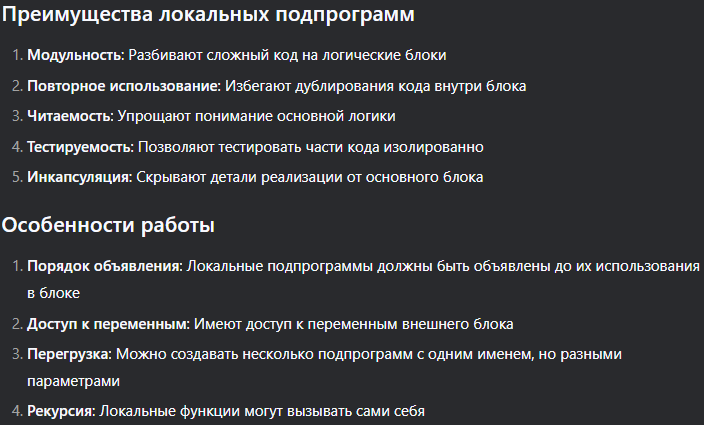 Преимущества локальных подпрограмм
1. Модульность: Разбивают сложный код на логические блоки
2. Повторное использование: Избегают дублирования кода внутри блока
3. Читаемость: Упрощают понимание основной логики
4. Тестируемость: Позволяют тестировать части кода изолированно
5. Инкапсуляция: Скрывают детали реализации от основного блока
Особенности работы
1. Порядок объявления: Локальные подпрограммы должны быть объявлены до их использования
в блоке
2. Доступ к переменным: Имеют доступ к переменным внешнего блока
3. Перегрузка: Можно создавать несколько подпрограмм с одним именем, но разными
параметрами
4. Рекурсия: Локальные функции могут вызывать сами себя